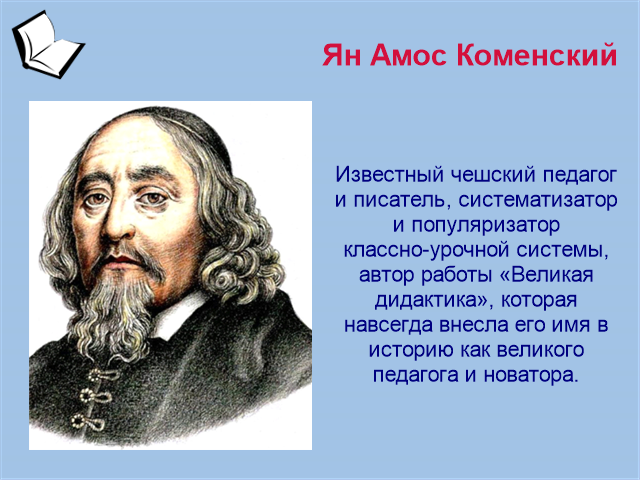 Ян Амос Коменский
Известный чешский педагог
и писатель, систематизатор
и популяризатор
классно-урочной системы,
автор работы «Великая
дидактика», которая
навсегда внесла его имя в
историю как великого
педагога и новатора.